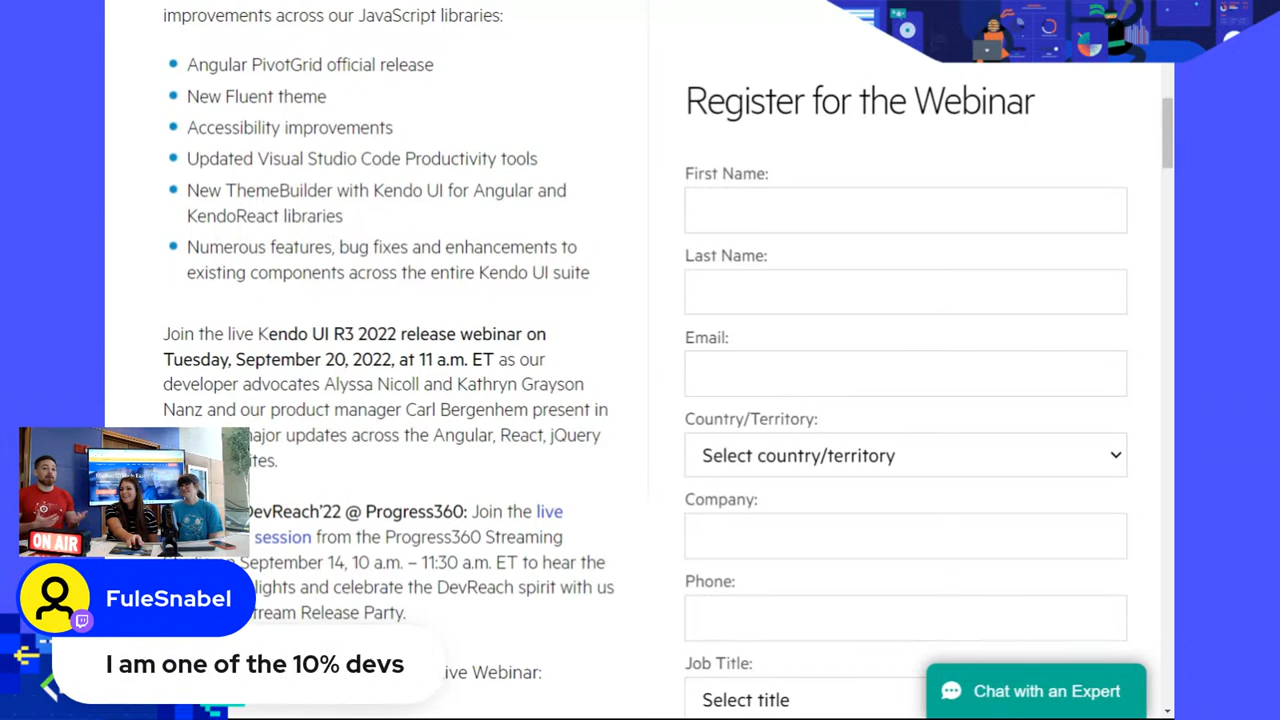 improvements across our JavaScript libraries:
Angular PivotGrid official release
New Fluent theme
Accessibility improvements
Updated Visual Studio Code Productivity tools
New ThemeBuilder with Kendo UI for Angular and
KendoReact libraries
Numerous features, bug fixes and enhancements to
existing components across the entire Kendo UI suite
Join the live Kendo UI R3 2022 release webinar on
Tuesday, September 20, 2022, at 11 a.m. ET as our
developer advocates Alyssa Nicoll and Kathryn Grayson
Nanz and our product manager Carl Bergenhem present in
ajor updates across the Angular, React, jQuery
tes.
DevReach'22 @ Progress360: Join the live
session from the Progress360 Streaming
September 14, 10 a.m. – 11:30 a.m. ET to hear the
lights and celebrate the DevReach spirit with us
tream Release Party.
ive Webinar:
ON AIR
FuleSnabel
I am one of the 10% devs
Register for the Webinar
First Name:
Last Name:
Email:
Country/Territory:
Select country/territory
Company:
Phone:
Job Title:
Select title
Chat with an Expert